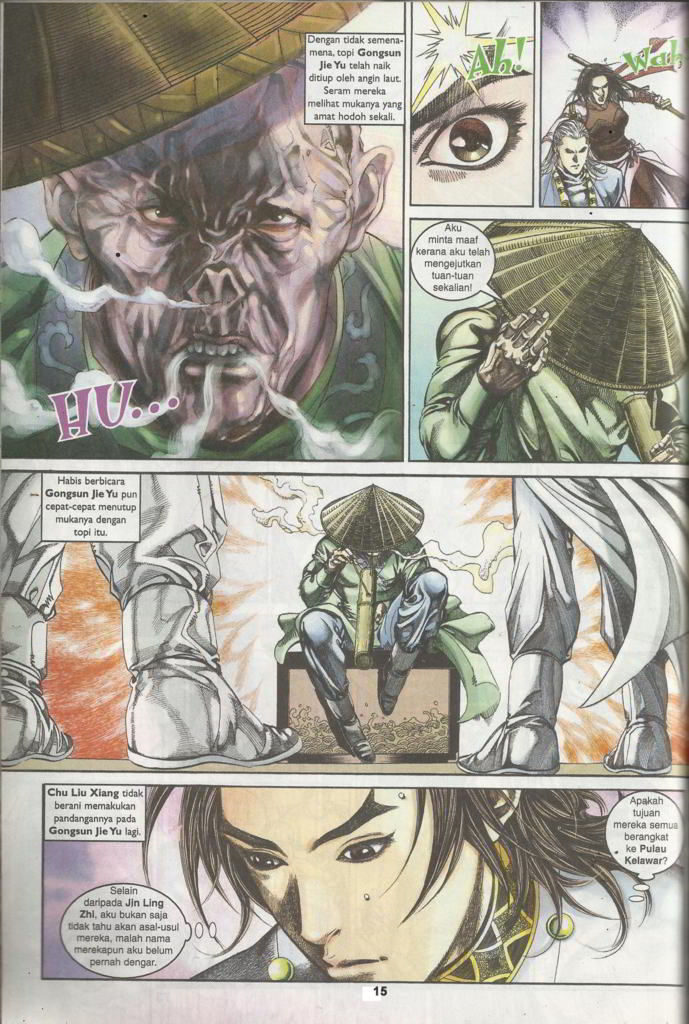 Dengan tidak semena-
mena, topi Gongsun
Jie Yu telah naik
ditiup oleh angin laut.
Seram mereka
melihat mukanya yang
amat hodoh sekali.
HU...
Ah!
Wah
Aku
minta maaf
kerana aku telah
mengejutkan
tuan-tuan
sekalian!
Habis berbicara
Gongsun Jie Yu pun
cepat-cepat menutup
mukanya dengan
topi itu.
Chu Liu Xiang tidak
berani memakukan
pandangannya pada
Gongsun Jie Yu lagi.
Selain
daripada Jin Ling
Zhi, aku bukan saja
tidak tahu akan asal-usul
mereka, malah nama
merekapun aku belum
pernah dengar.
Apakah
tujuan
mereka semua
berangkat
ke Pulau
Kelawar?
15